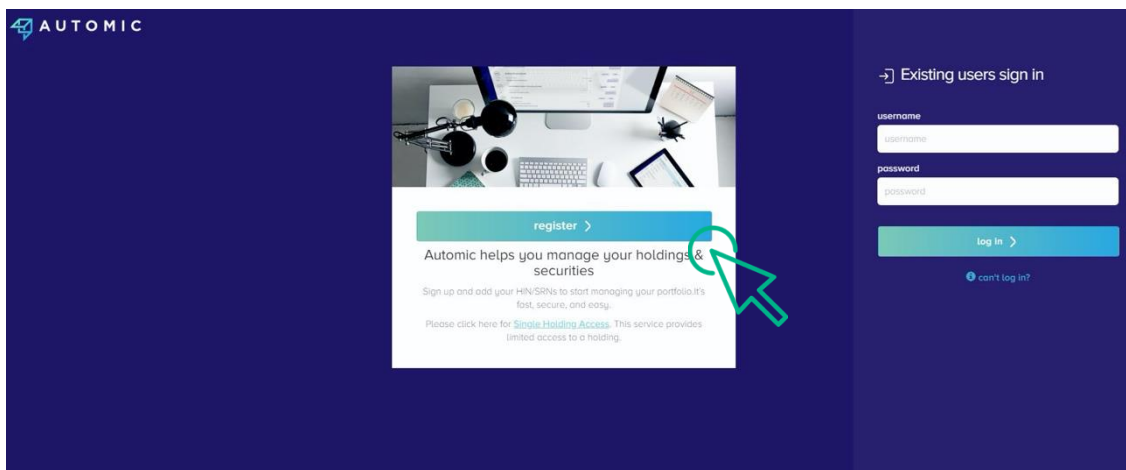 AUTOMIC
register >
Automic helps you manage your holdings &
securities
Sign up and add your HIN/SRNs to start managing your portfolio.It's
fast, secure, and easy.
Please click here for Single Holding Access. This service provides
limited access to a holding.
Existing users sign in
username
username
password
password
log in >
can't log in?